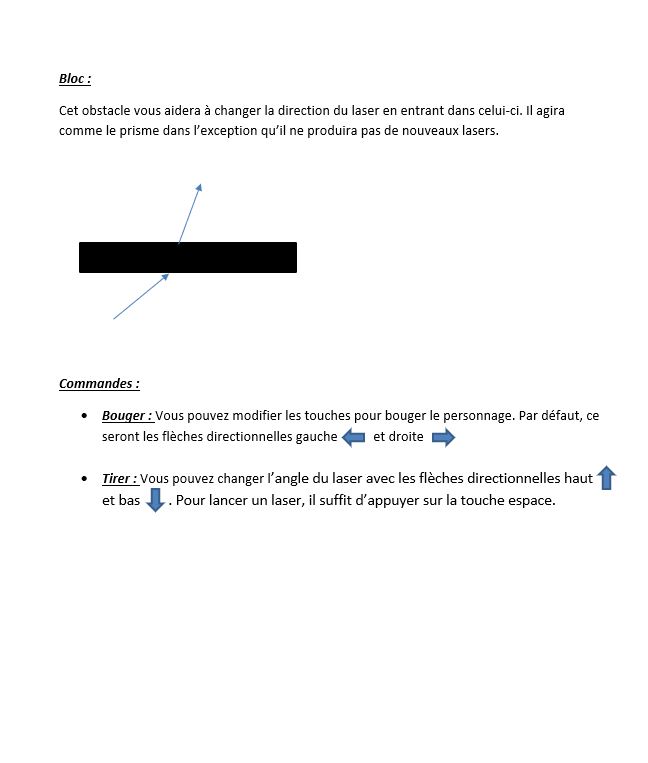 Bloc :
Cet obstacle vous aidera à changer la direction du laser en entrant dans celui-ci. Il agira
comme le prisme dans l’exception qu’il ne produira pas de nouveaux lasers.
Commandes :
• Bouger : Vous pouvez modifier les touches pour bouger le personnage. Par défaut, ce
seront les flèches directionnelles gauche et droite
• Tirer : Vous pouvez changer l’angle du laser avec les flèches directionnelles haut
et bas . Pour lancer un laser, il suffit d’appuyer sur la touche espace.